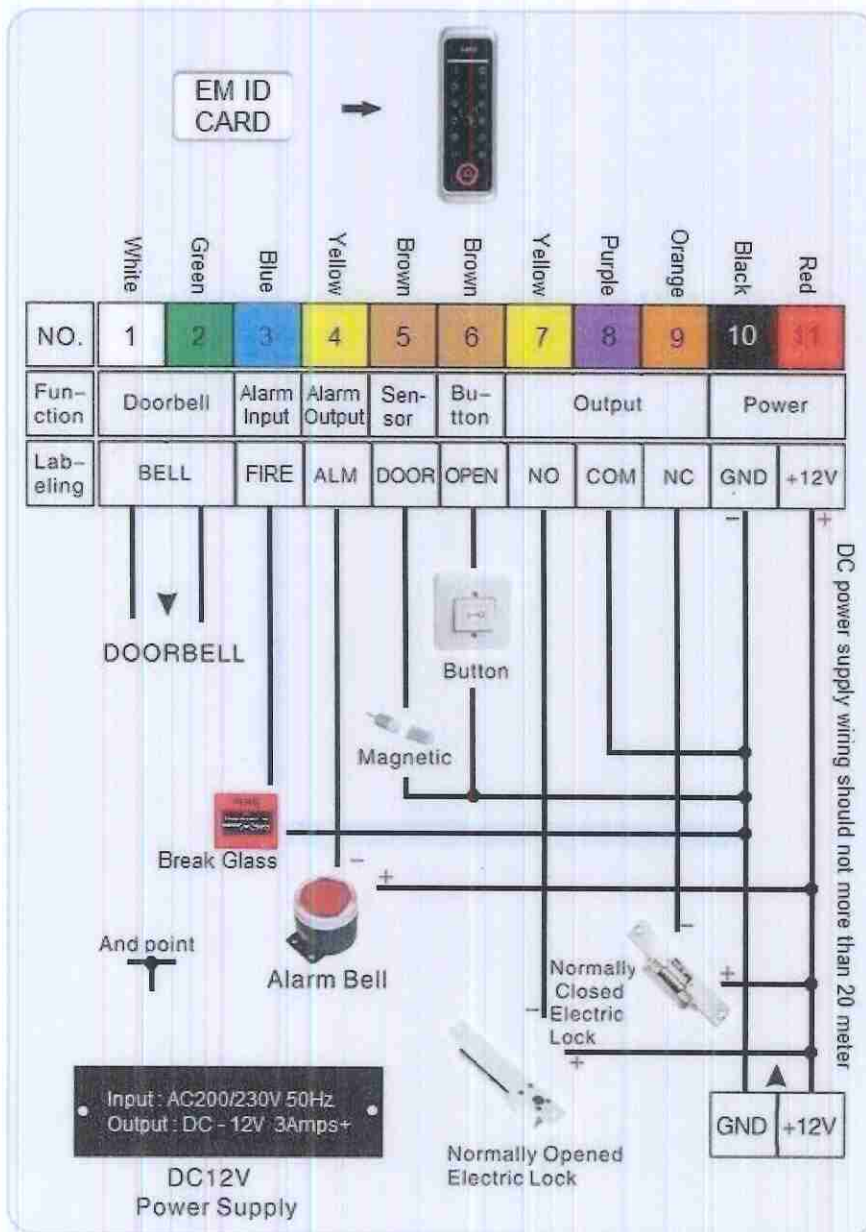 EM ID
CARD
White
Green
Blue
Yellow
Brown
Brown
Yellow
Purple
Orange
Black
Red
NO. 1 2 3 4 5 6 7 8 9 10 11
Fun-
ction
Doorbell
Alarm
Input
Alarm
Output
Sen-
sor
Bu-
tton
Output
Power
Lab-
eling
BELL
FIRE
ALM
DOOR
OPEN
NO
COM
NC
GND
+12V
-
+
DC power supply wiring should not more than 20 meter
DOORBELL
Button
Magnetic
Break Glass
-
+
Alarm Bell
And point
-
+
Normally
Closed
Electric
Lock
-
+
Normally Opened
Electric Lock
Input : AC200/230V 50Hz
Output : DC - 12V 3Amps+
DC12V
Power Supply
GND
+12V